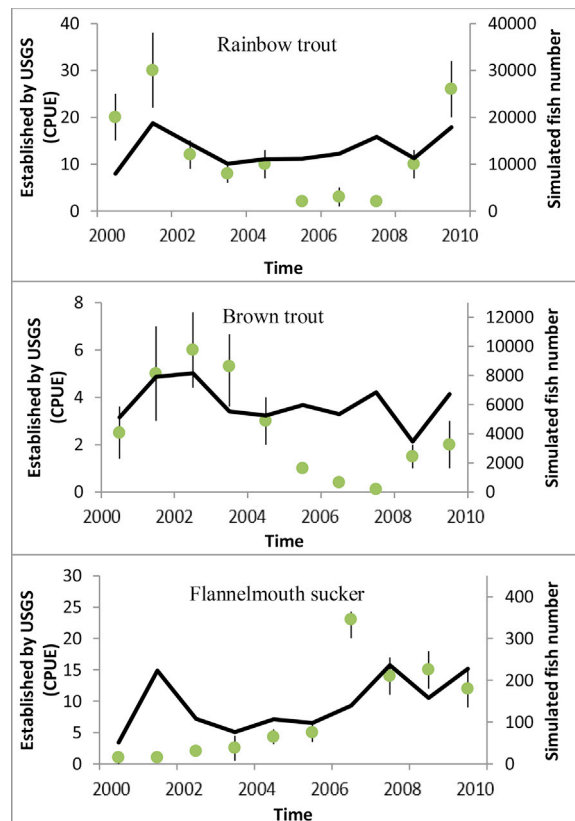 Rainbow trout
Established by USGS
(CPUE)
Simulated fish number
40
30
20
10
0
40000
30000
20000
10000
0
2000 2002 2004 2006 2008 2010
Time
Brown trout
Established by USGS
(CPUE)
Simulated fish number
8
6
4
2
0
12000
10000
8000
6000
4000
2000
0
2000 2002 2004 2006 2008 2010
Time
Flannelmouth sucker
Established by USGS
(CPUE)
Simulated fish number
30
25
20
15
10
5
0
400
300
200
100
0
2000 2002 2004 2006 2008 2010
Time